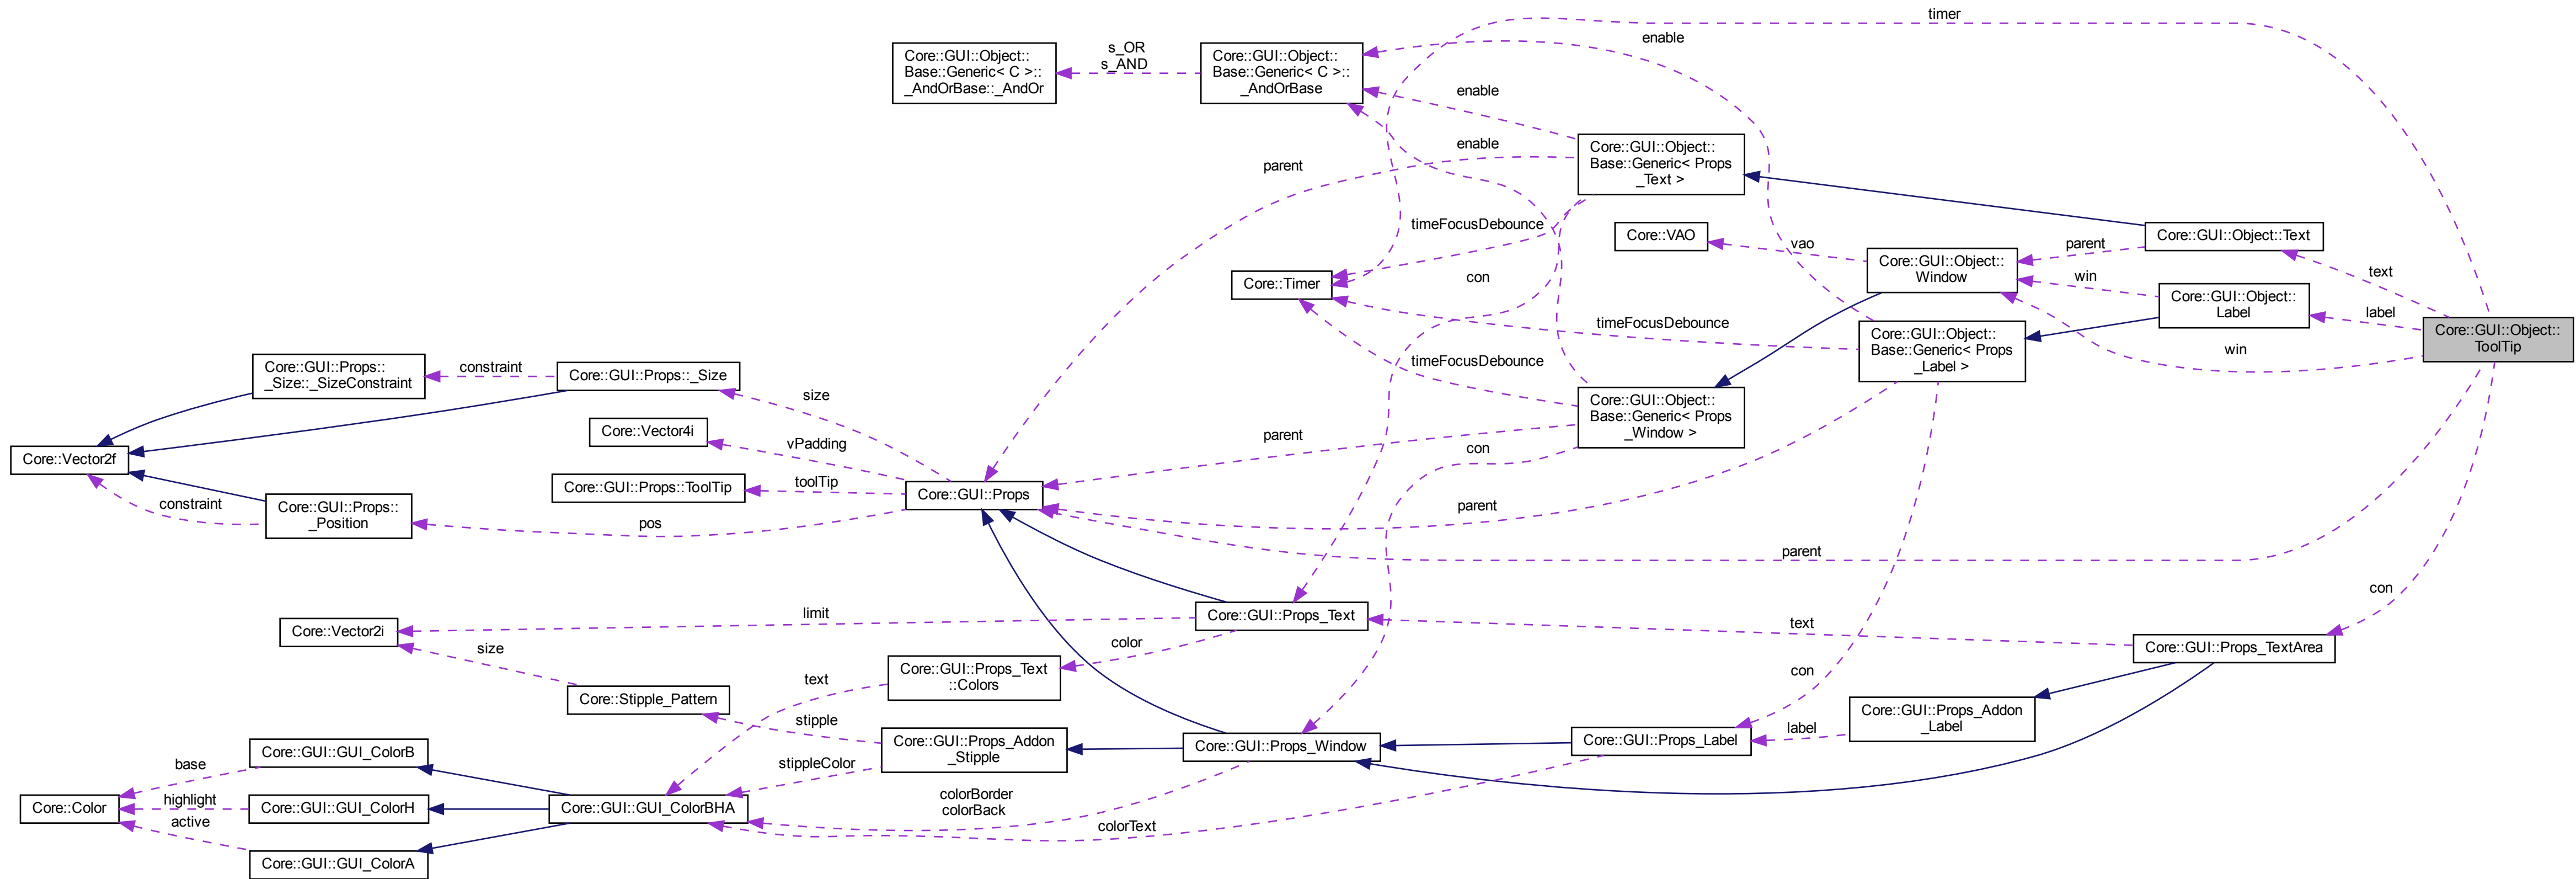 timer
enable
Core::GUI::Object::
Base::Generic< C >::
_AndOrBase::_AndOr
s_OR
s_AND
Core::GUI::Object::
Base::Generic< C >::
_AndOrBase
enable
enable
parent
Core::GUI::Object::
Base::Generic< Props
_Text >
timeFocusDebounce
Core::VAO
vao
Core::GUI::Object::
Window
parent
Core::GUI::Object::Text
text
win
Core::Timer
con
Core::GUI::Object::
Label
label
timeFocusDebounce
Core::GUI::Object::
Base::Generic< Props
_Label >
win
Core::GUI::Object::
ToolTip
timeFocusDebounce
Core::GUI::Props::
_Size::_SizeConstraint
constraint
Core::GUI::Props::_Size
size
Core::GUI::Object::
Base::Generic< Props
_Window >
Core::Vector4i
vPadding
parent
con
Core::Vector2f
Core::GUI::Props::ToolTip
toolTip
Core::GUI::Props
constraint
Core::GUI::Props::
_Position
pos
parent
parent
con
limit
Core::GUI::Props_Text
Core::Vector2i
text
size
color
Core::GUI::Props_TextArea
Core::GUI::Props_Text
::Colors
text
con
Core::Stipple_Pattern
stipple
Core::GUI::Props_Addon
_Label
label
Core::GUI::Props_Addon
_Stipple
Core::GUI::Props_Window
Core::GUI::Props_Label
Core::GUI::GUI_ColorB
base
stippleColor
Core::Color
highlight
Core::GUI::GUI_ColorH
Core::GUI::GUI_ColorBHA
colorBorder
colorBack
active
colorText
Core::GUI::GUI_ColorA